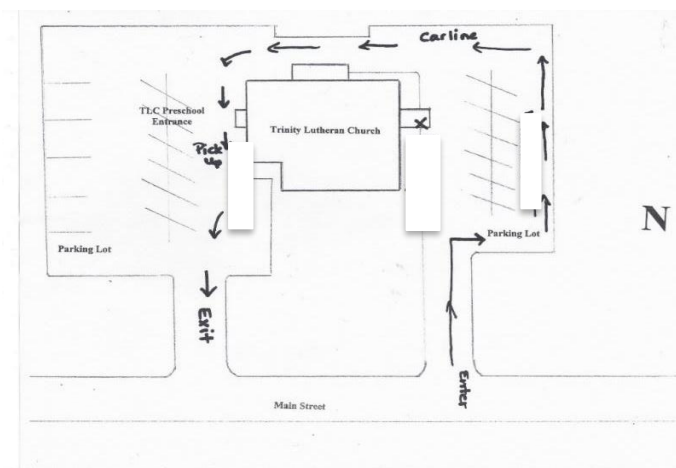 Carline
TLC Preschool
Entrance
Trinity Lutheran Church
X
Pick
Up
N
Parking Lot
Parking Lot
Exit
Enter
Main Street